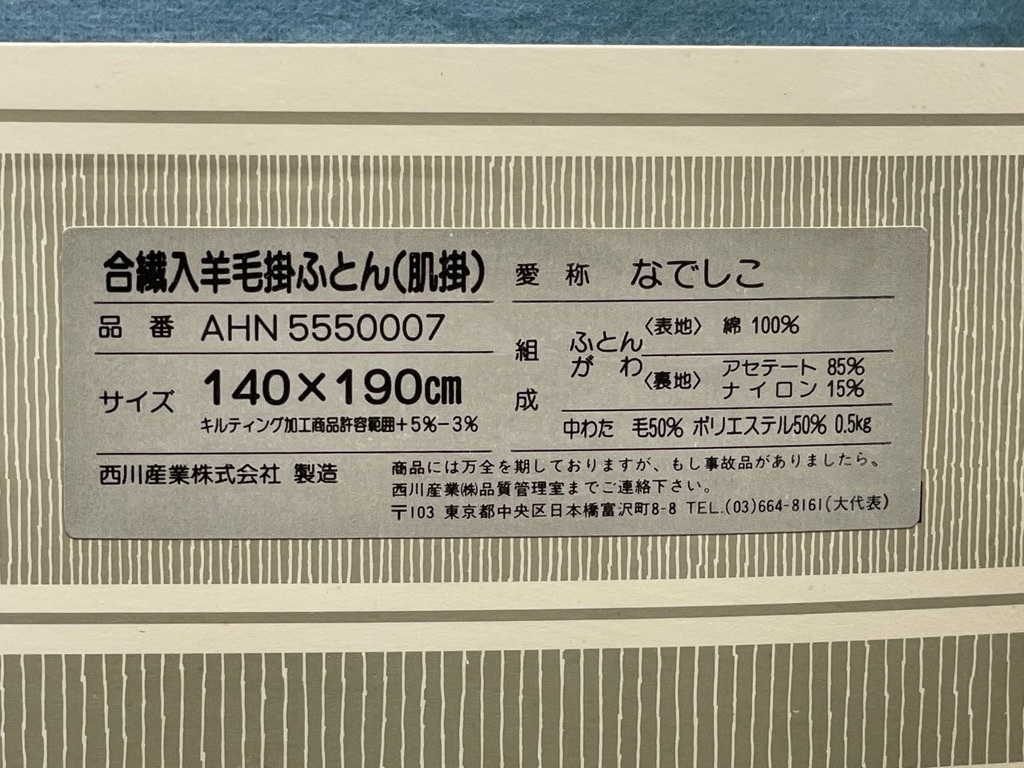 合繊入羊毛掛ふとん(肌掛)
品番 AHN 5550007
サイズ 140×190cm
キルティング加工商品許容範囲+5%-3%
愛称 なでしこ
組成
ふとんがわ
〈表地〉 綿 100%
〈裏地〉 アセテート 85%
ナイロン 15%
中わた 毛50% ポリエステル50% 0.5kg
西川産業株式会社 製造
商品には万全を期しておりますが、もし事故品がありましたら、
西川産業㈱品質管理室までご連絡下さい。
〒103 東京都中央区日本橋富沢町8-8 TEL.(03)664-8161(大代表)